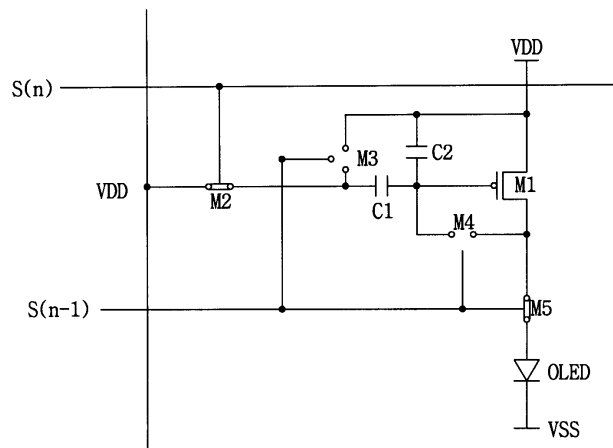 VDD
S(n)
M3
C2
VDD
M2
C1
M1
M4
S(n-1)
M5
OLED
VSS